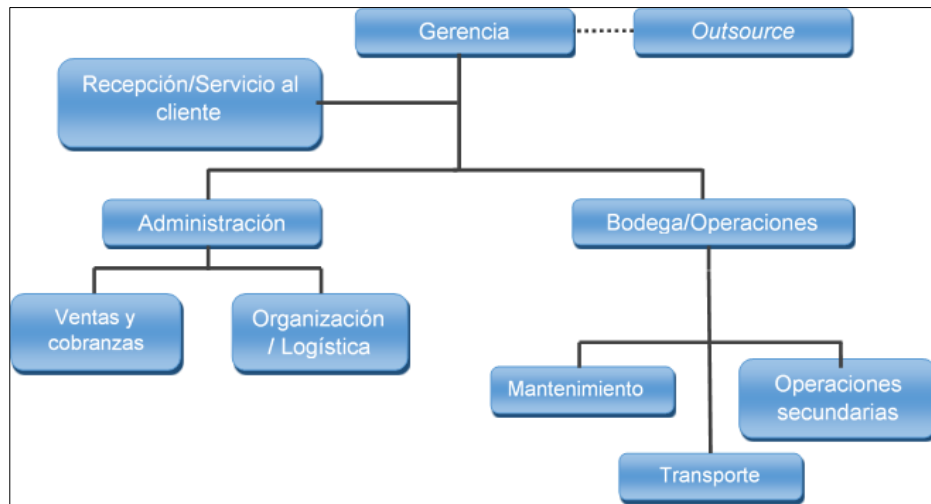 Gerencia
Outsource
Recepción/Servicio al
cliente
Administración
Bodega/Operaciones
Ventas y
cobranzas
Organización
/ Logística
Mantenimiento
Operaciones
secundarias
Transporte